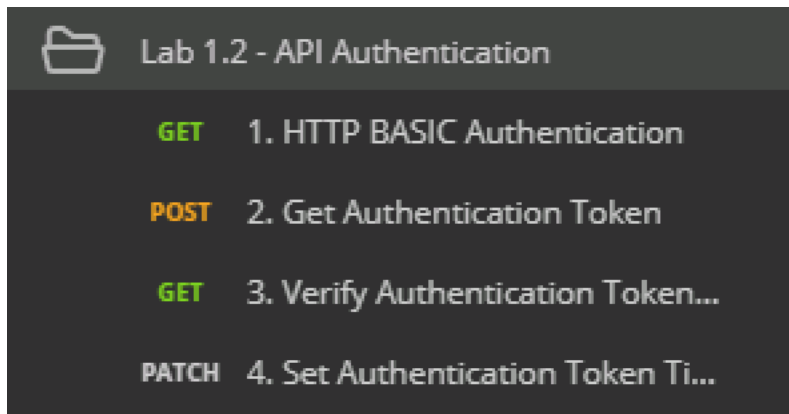 Lab 1.2 - API Authentication
GET 1. HTTP BASIC Authentication
POST 2. Get Authentication Token
GET 3. Verify Authentication Token...
PATCH 4. Set Authentication Token Ti...